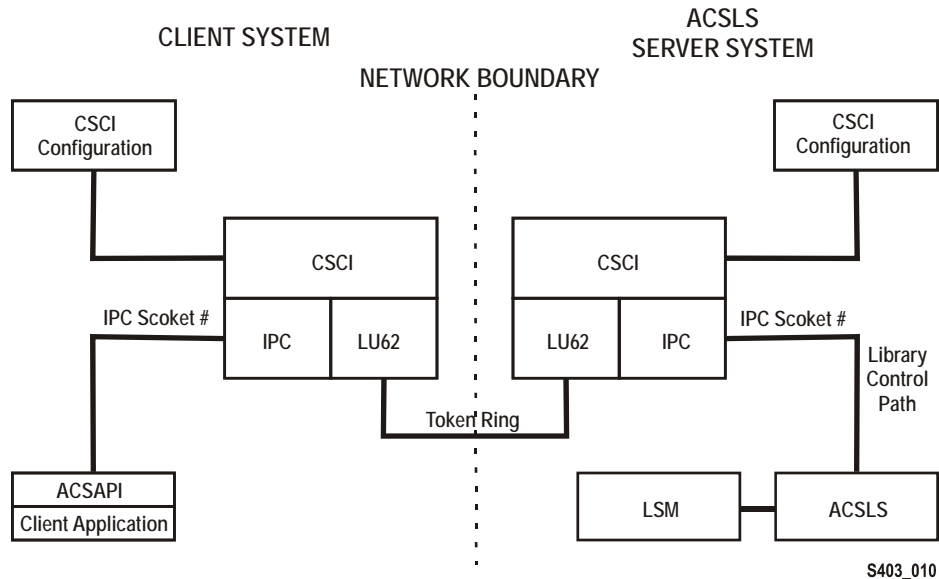 CLIENT SYSTEM
ACSLS
SERVER SYSTEM
NETWORK BOUNDARY
CSCI
Configuration
CSCI
Configuration
CSCI
CSCI
IPC Scoket #
IPC
LU62
LU62
IPC
IPC Scoket #
Library
Control
Path
Token Ring
ACSAPI
Client Application
LSM
ACSLS
S403_010